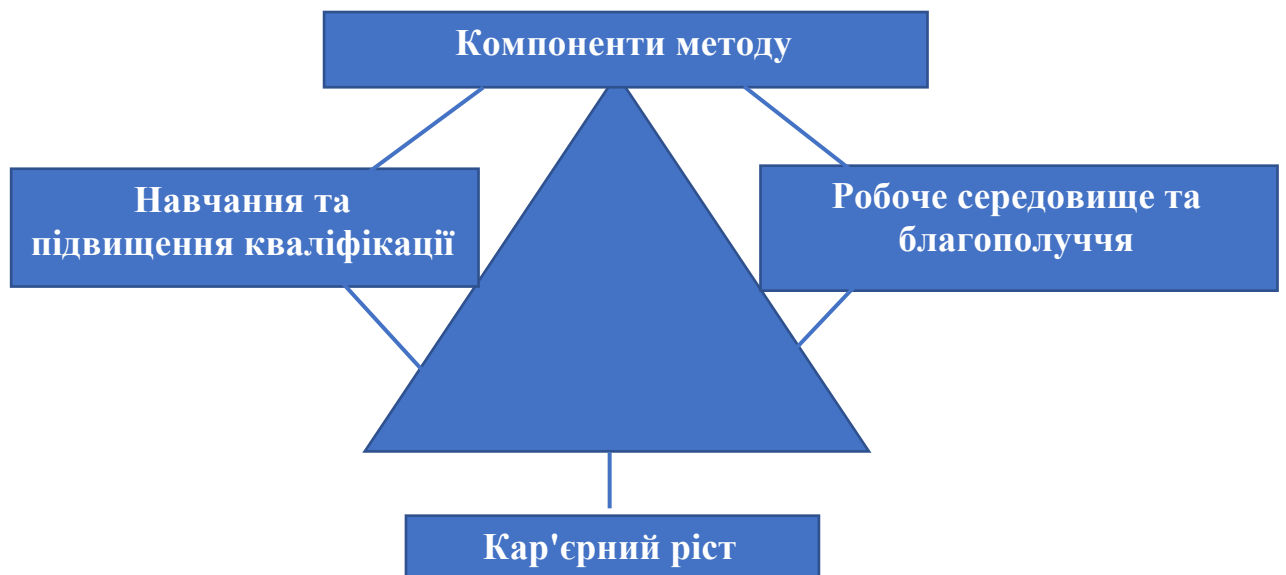 Компоненти методу
Навчання та
підвищення кваліфікації
Робоче середовище та
благополуччя
Кар'єрний ріст